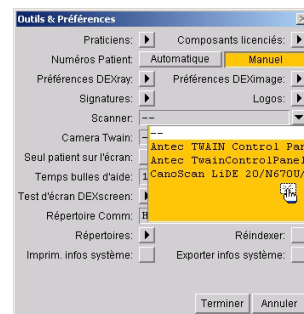 Outils & Préférences
Praticiens: Composants licenciés:
Numéros Patient: Automatique Manuel
Préférences DEXray: Préférences DEXimage:
Signatures: Logos:
Scanner: --
--
Camera Twain:
Antec TWAIN Control Pan
Seul patient sur l'écran:
Antec TwainControlPanel
Temps bulles d'aide: 1
CanoScan LiDE 20/N670U/
Test d'écran DEXscreen:
Répertoire Comm: H
Répertoires: Réindexer:
Imprim. infos système: Exporter infos système:
Terminer Annuler